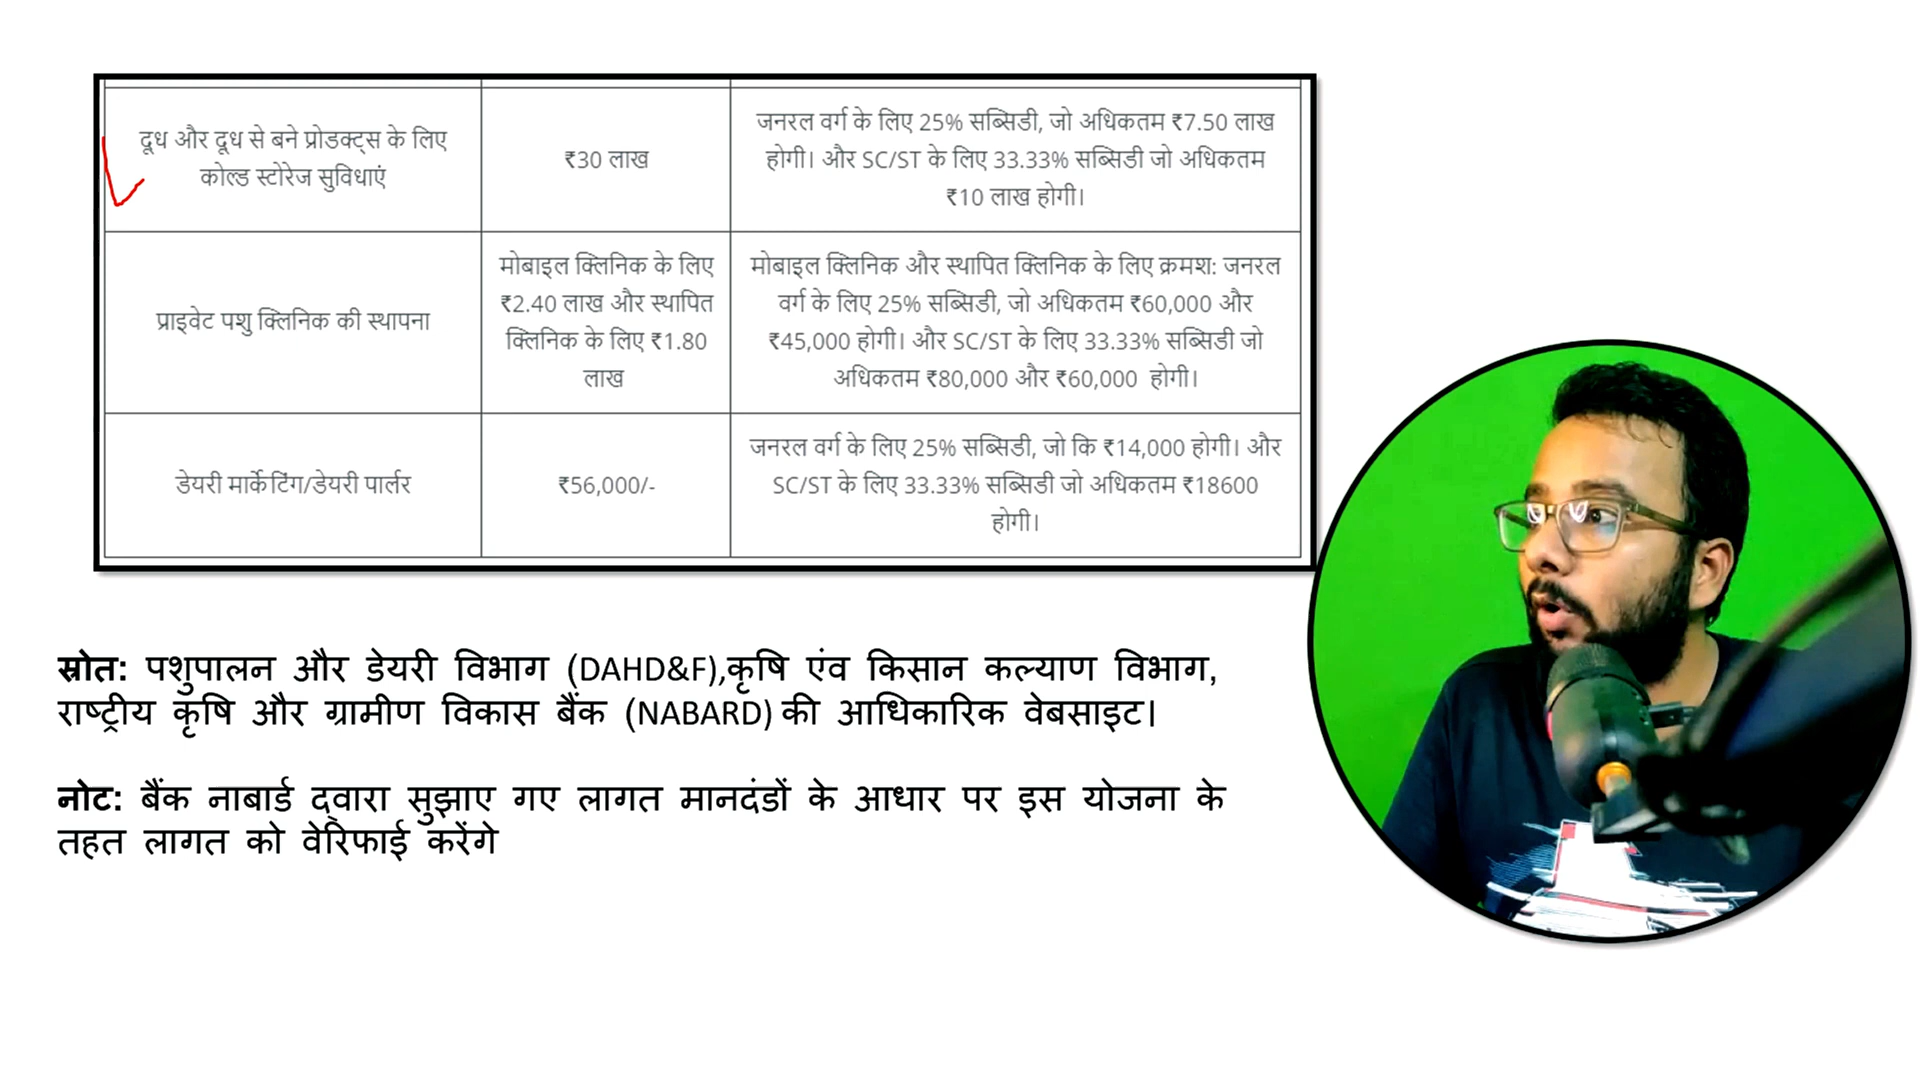 दूध और दूध से बने प्रोडक्ट्स के लिए
कोल्ड स्टोरेज सुविधाएं
₹30 लाख
जनरल वर्ग के लिए 25% सब्सिडी, जो अधिकतम ₹7.50 लाख
होगी। और SC/ST के लिए 33.33% सब्सिडी जो अधिकतम
₹10 लाख होगी।
प्राइवेट पशु क्लिनिक की स्थापना
मोबाइल क्लिनिक के लिए
₹2.40 लाख और स्थापित
क्लिनिक के लिए ₹1.80
लाख
मोबाइल क्लिनिक और स्थापित क्लिनिक के लिए क्रमश: जनरल
वर्ग के लिए 25% सब्सिडी, जो अधिकतम ₹60,000 और
₹45,000 होगी। और SC/ST के लिए 33.33% सब्सिडी जो
अधिकतम ₹80,000 और ₹60,000 होगी।
डेयरी मार्केटिंग/डेयरी पार्लर
₹56,000/-
जनरल वर्ग के लिए 25% सब्सिडी, जो कि ₹14,000 होगी। और
SC/ST के लिए 33.33% सब्सिडी जो अधिकतम ₹18600
होगी।
स्रोत: पशुपालन और डेयरी विभाग (DAHD&F),कृषि एंव किसान कल्याण विभाग,
राष्ट्रीय कृषि और ग्रामीण विकास बैंक (NABARD) की आधिकारिक वेबसाइट।
नोट: बैंक नाबार्ड द्वारा सुझाए गए लागत मानदंडों के आधार पर इस योजना के
तहत लागत को वेरिफाई करेंगे